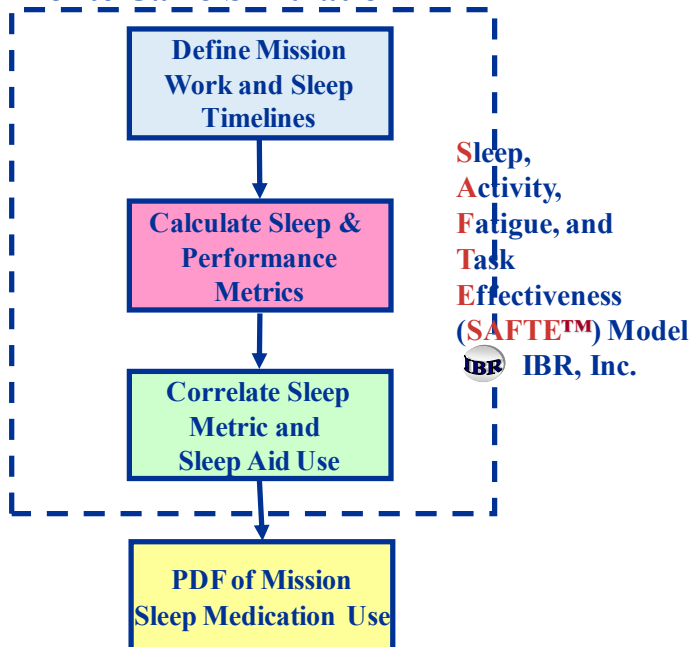 Define Mission
Work and Sleep
Timelines
Calculate Sleep &
Performance
Metrics
Correlate Sleep
Metric and
Sleep Aid Use
PDF of Mission
Sleep Medication Use
Sleep,
Activity,
Fatigue, and
Task
Effectiveness
(SAFTE™) Model
IBR IBR, Inc.